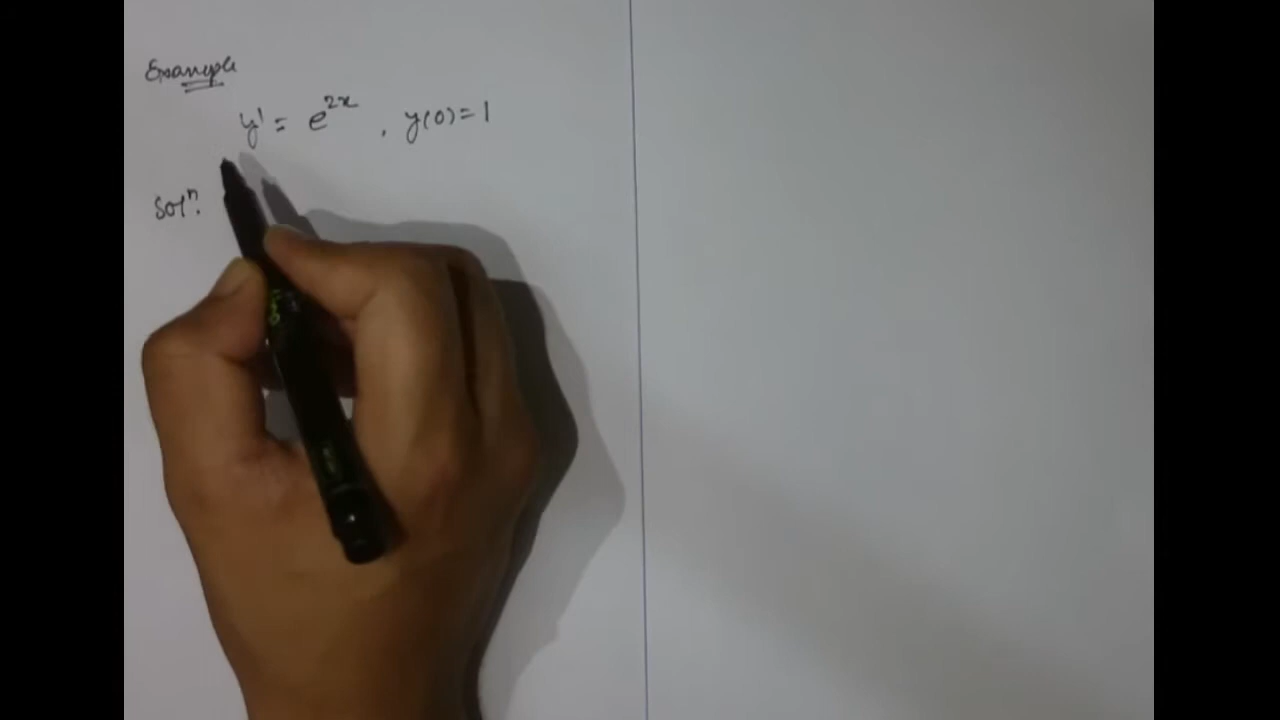 Example
y' = e^{2x} , y(0)=1
Solⁿ.